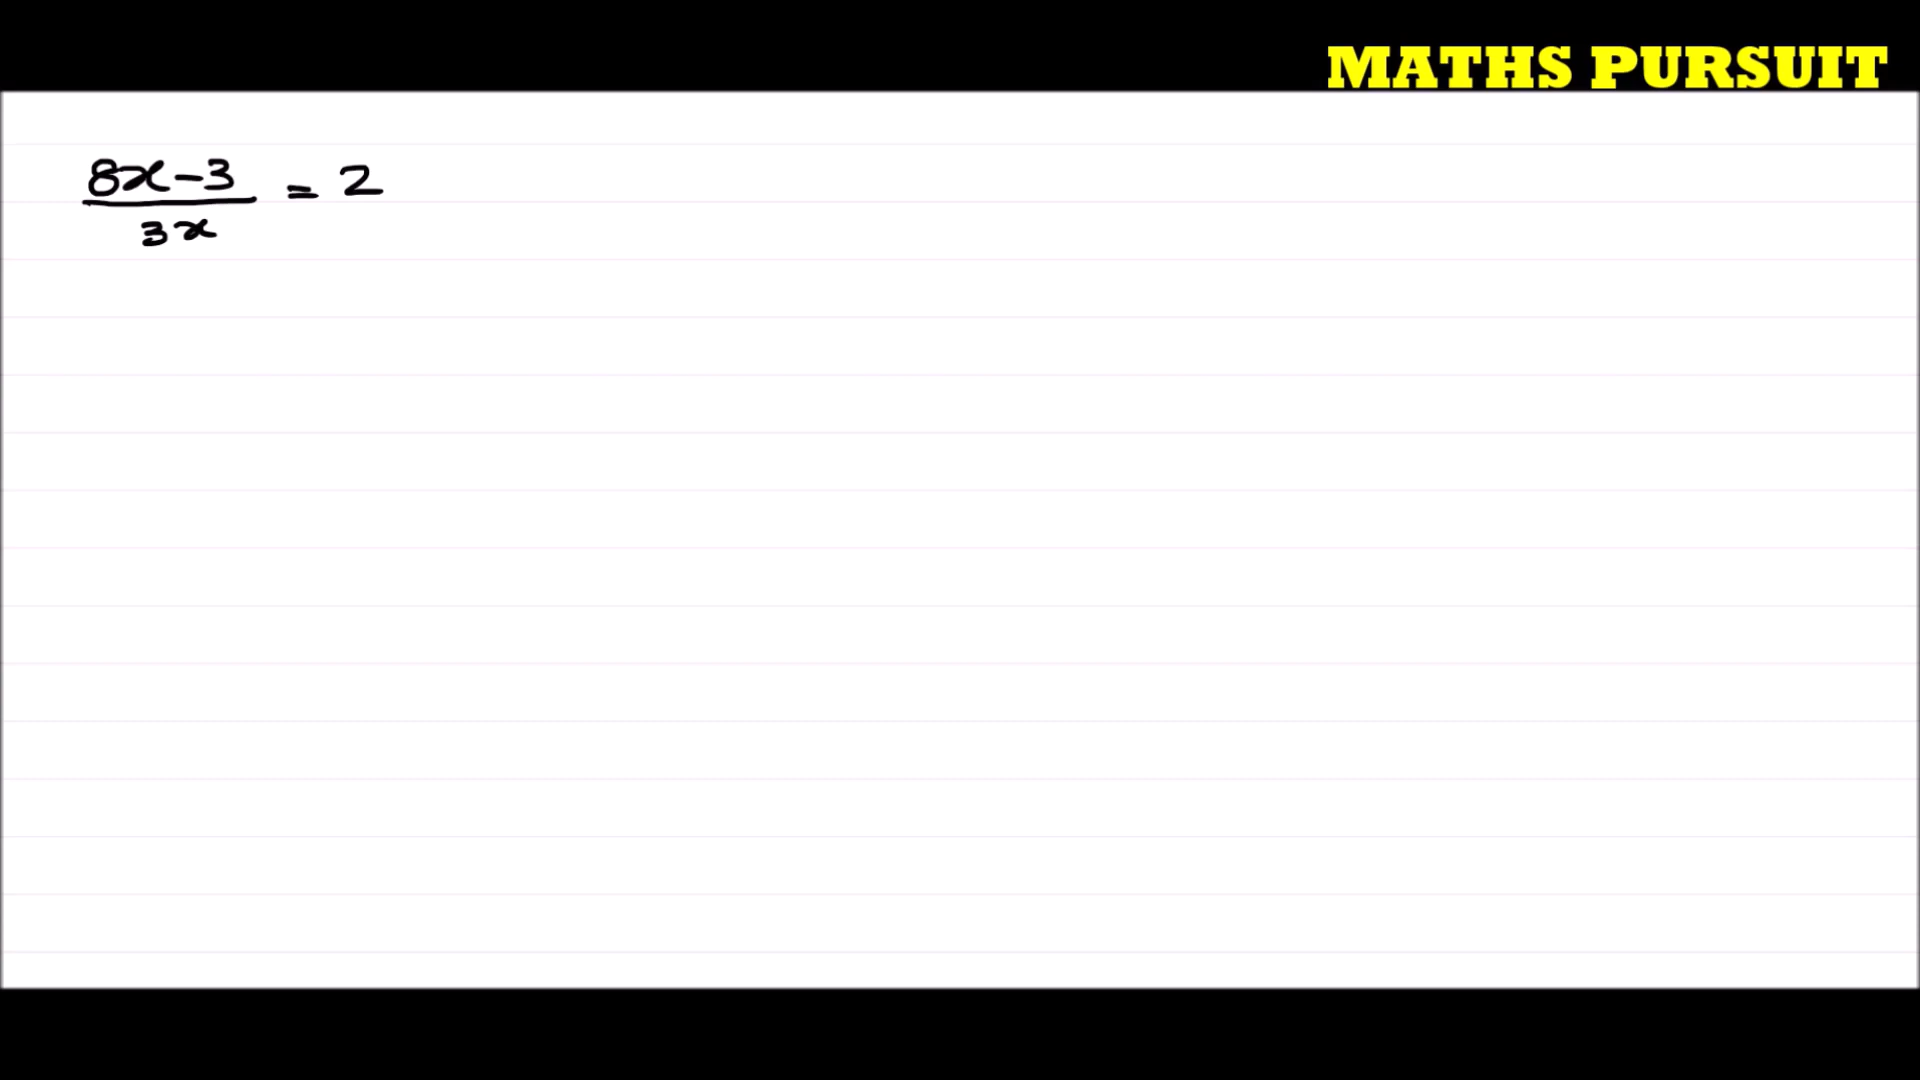 MATHS PURSUIT
8x-3
3x
= 2